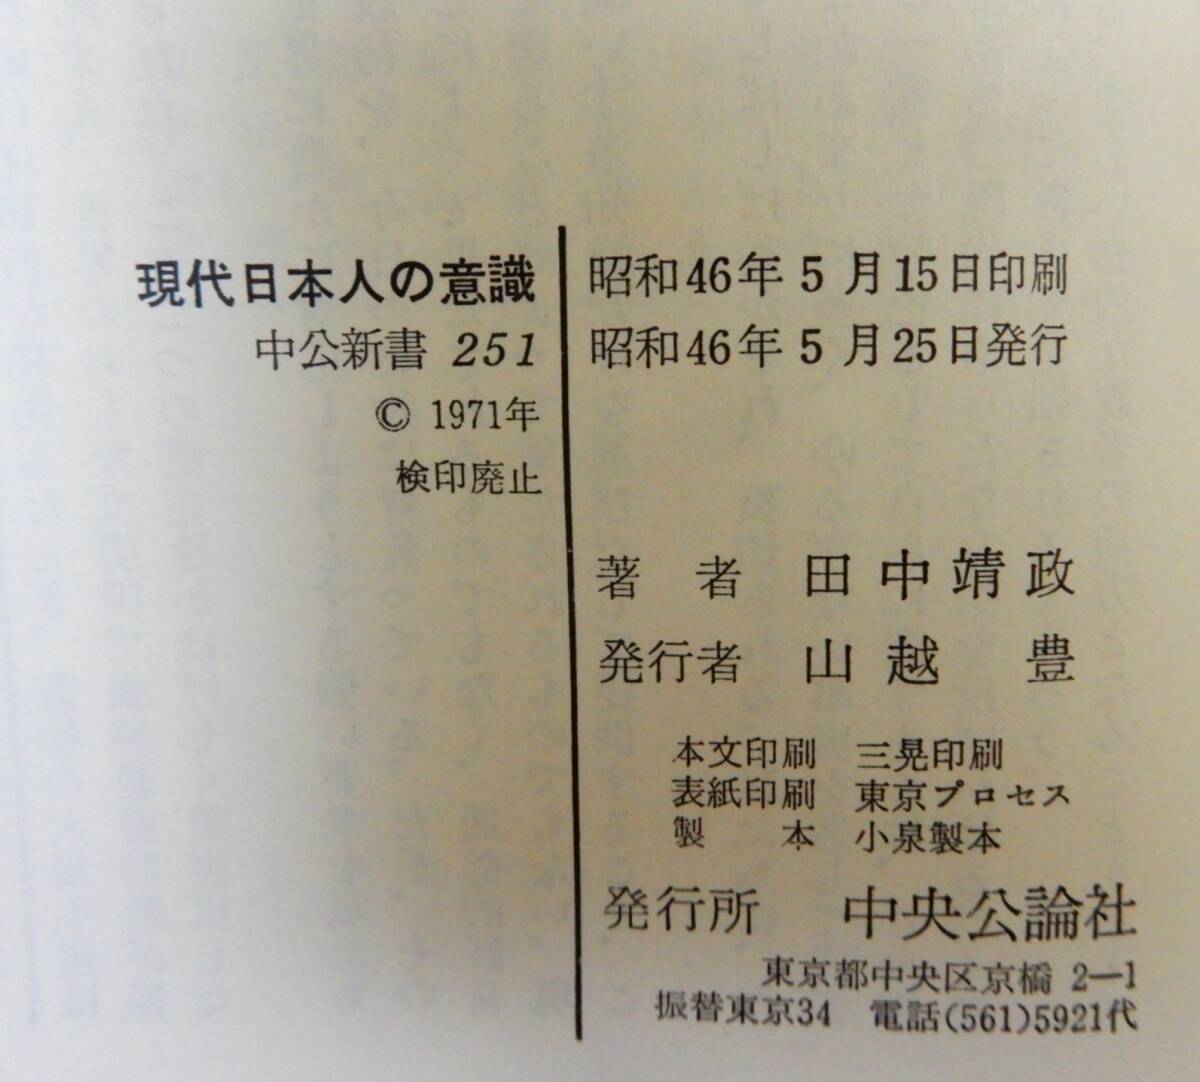 現代日本人の意識
中公新書 251
© 1971年
検印廃止
昭和46年5月15日印刷
昭和46年5月25日発行
著者 田中靖政
発行者 山越 豊
本文印刷 三晃印刷
表紙印刷 東京プロセス
製本 小泉製本
発行所 中央公論社
東京都中央区京橋 2—1
振替東京34 電話(561)5921代